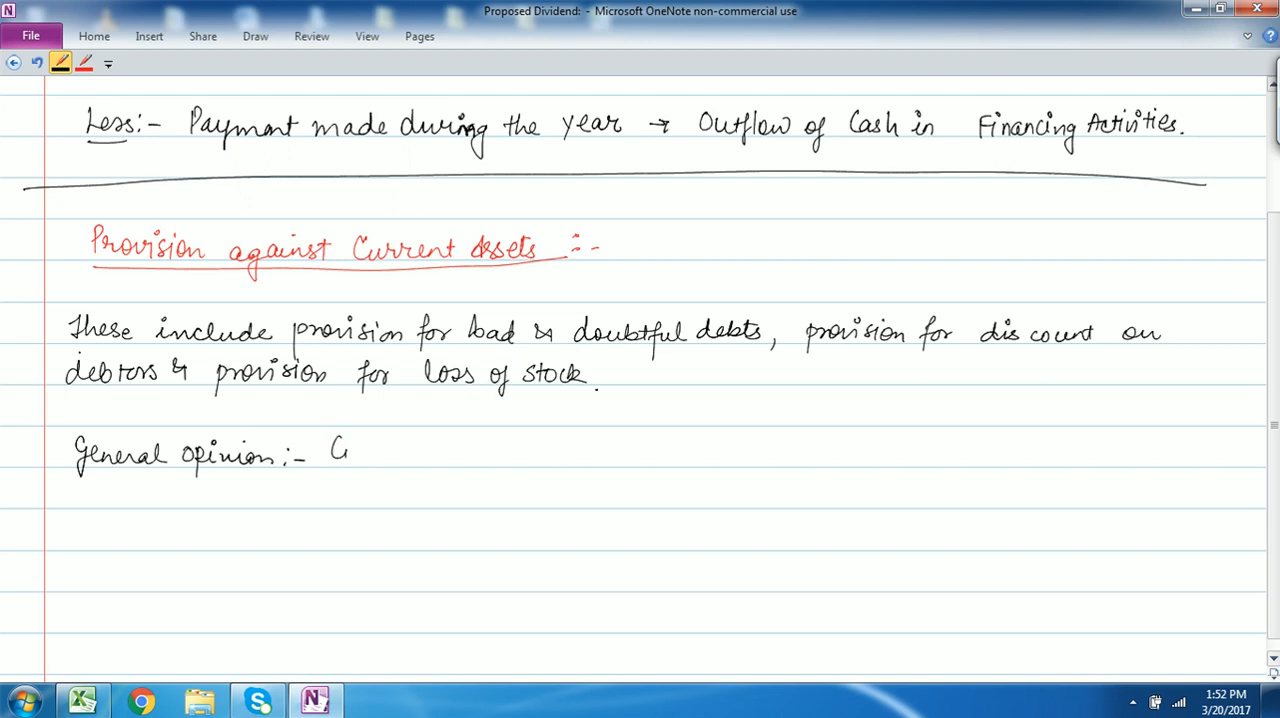 Proposed Dividend: - Microsoft OneNote non-commercial use
File Home Insert Share Draw Review View Pages
Less:- Payment made during the year → Outflow of Cash in Financing Activities.
Provision against Current Assets :-
These include provision for bad & doubtful debts, provision for discount on
debtors & provision for loss of stock.
General opinion:- C
1:52 PM
3/20/2017